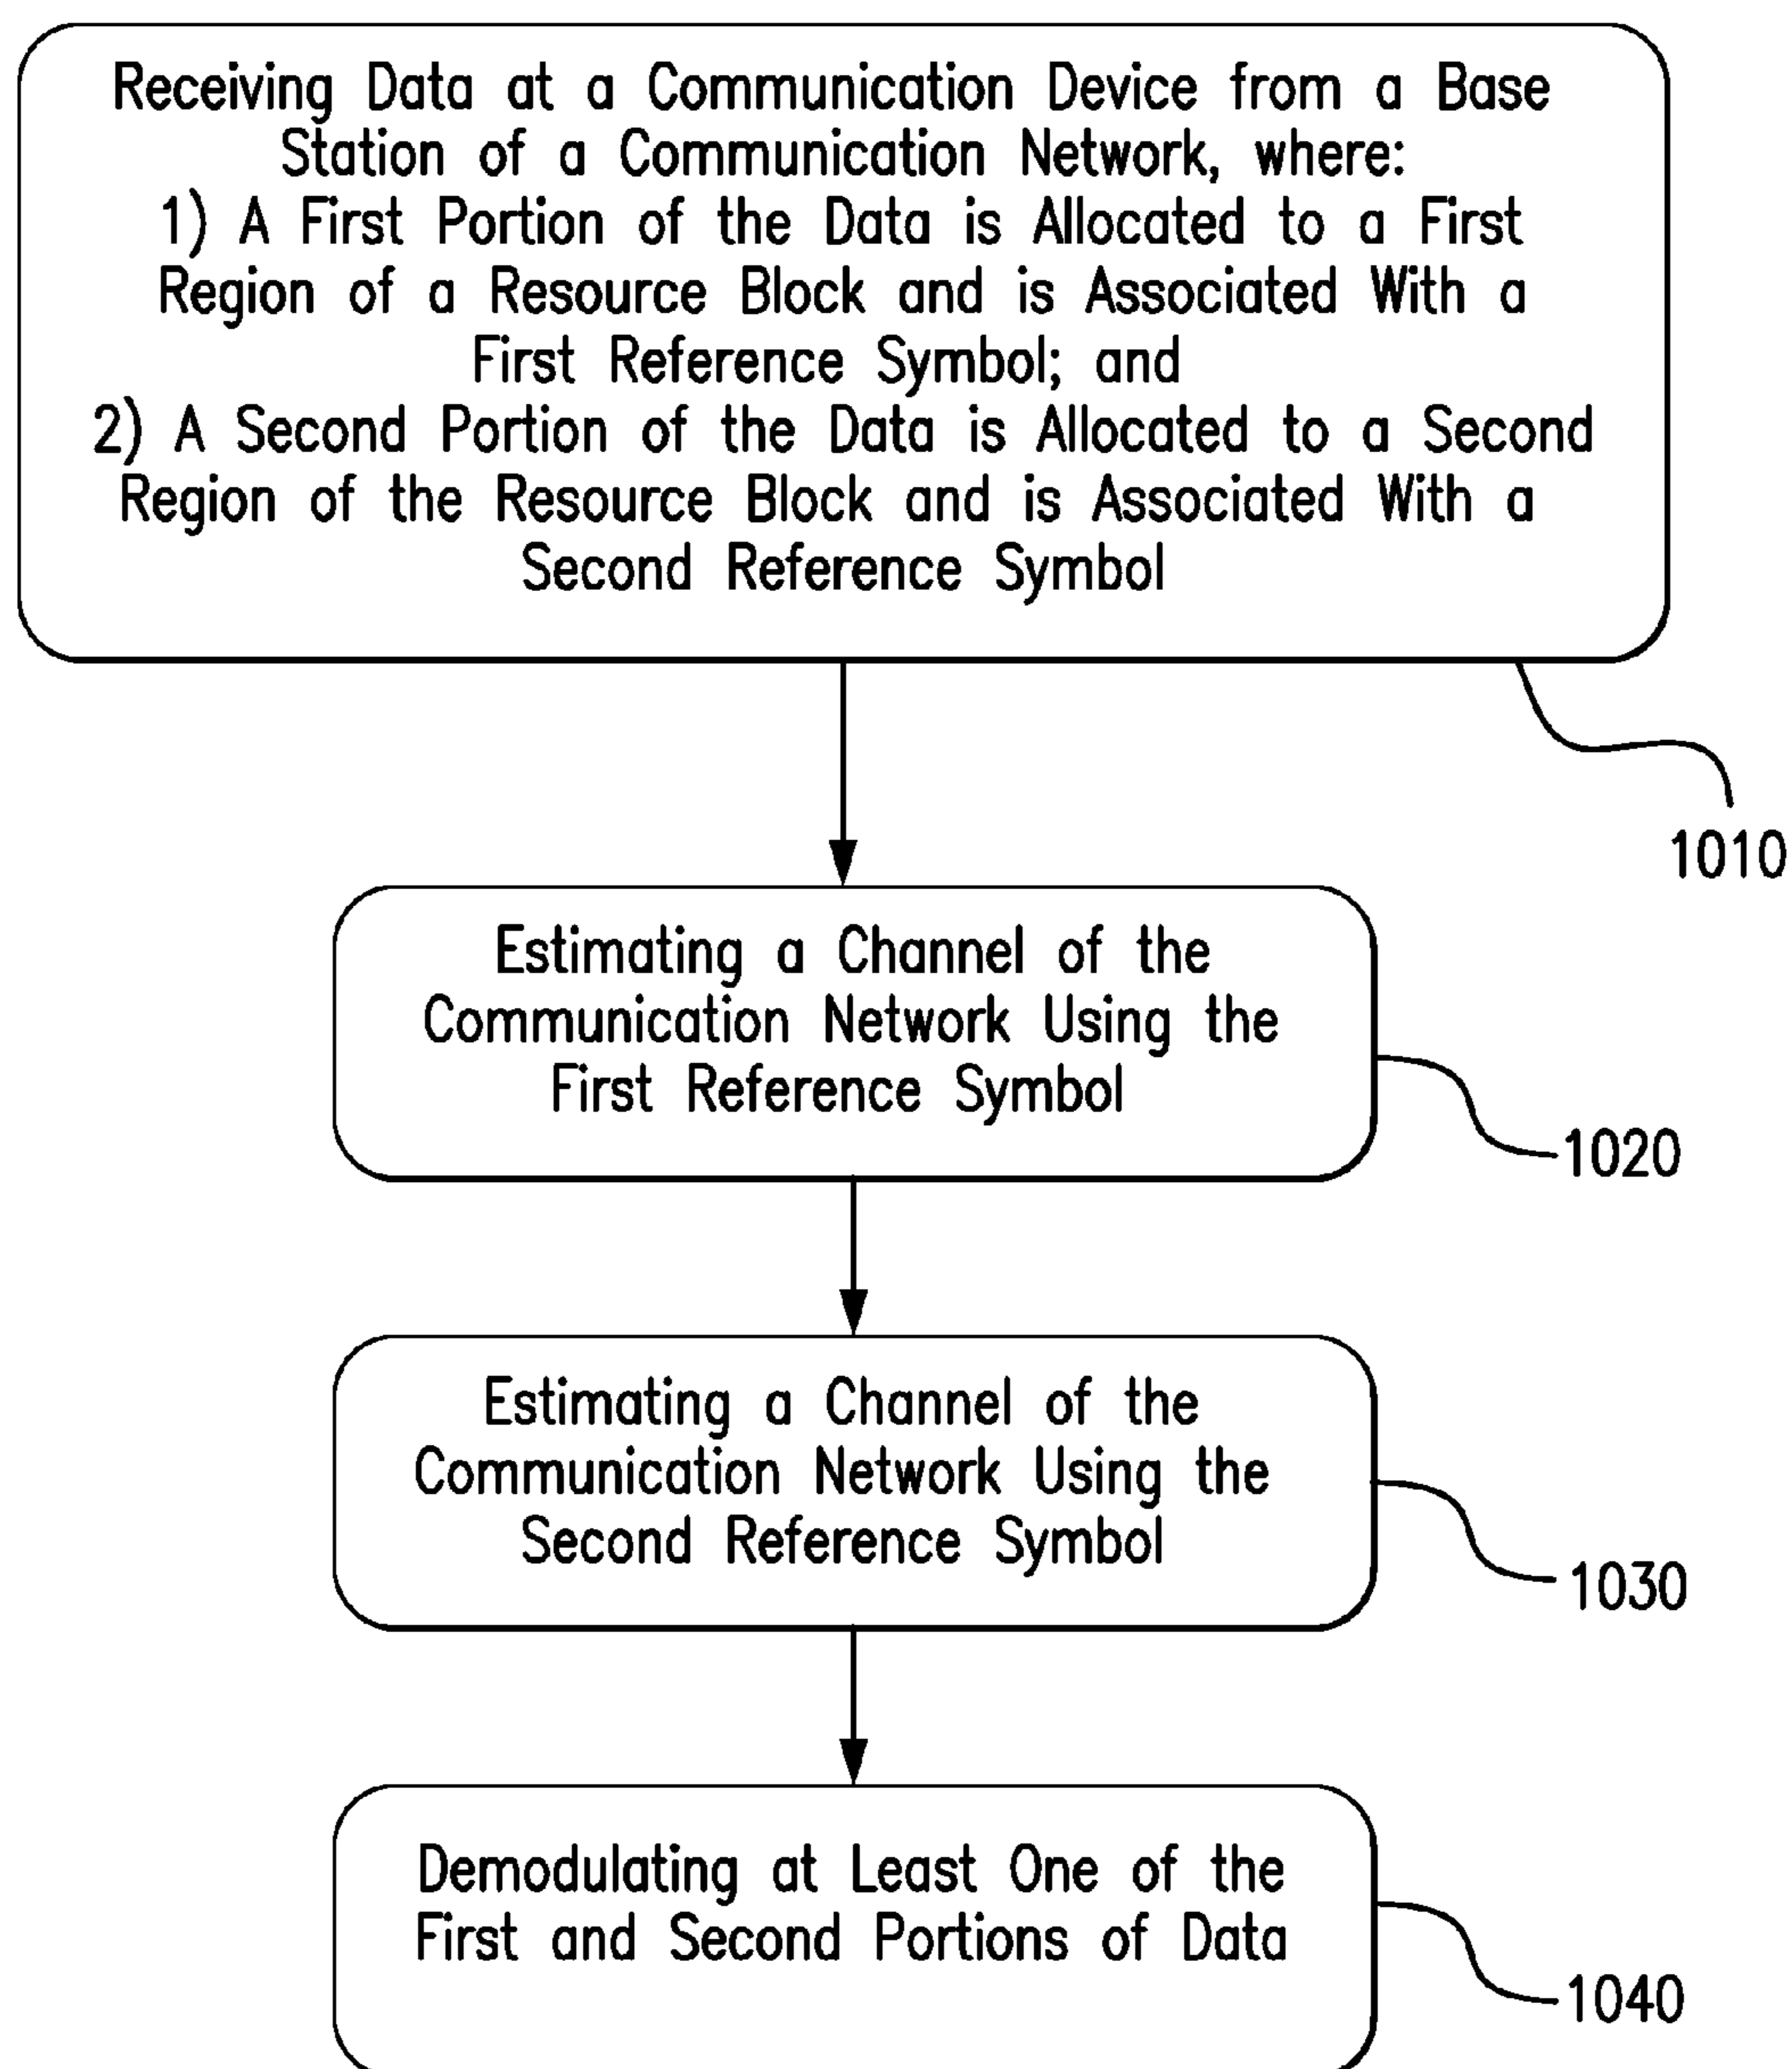 Receiving Data at a Communication Device from a Base
Station of a Communication Network, where:
1) A First Portion of the Data is Allocated to a First
Region of a Resource Block and is Associated With a
First Reference Symbol; and
2) A Second Portion of the Data is Allocated to a Second
Region of the Resource Block and is Associated With a
Second Reference Symbol
1010
Estimating a Channel of the
Communication Network Using the
First Reference Symbol
1020
Estimating a Channel of the
Communication Network Using the
Second Reference Symbol
1030
Demodulating at Least One of the
First and Second Portions of Data
1040